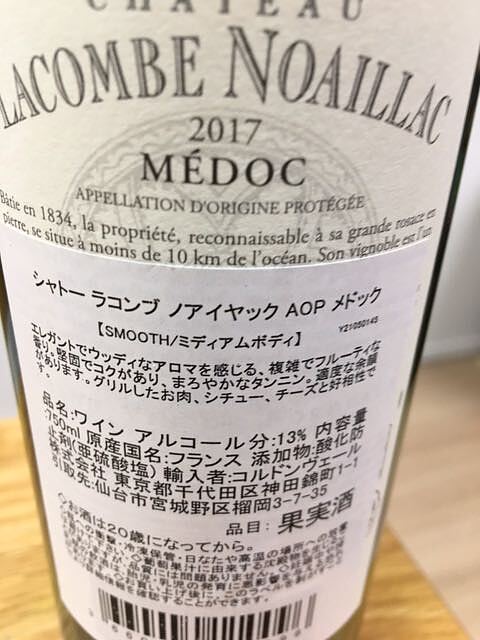 CHÂTEAU
LACOMBE NOAILLAC
2017
MÉDOC
APPELLATION D'ORIGINE PROTÉGÉE
Bâtie en 1834, la propriété, reconnaissable à sa grande rosace en
pierre, se situe à moins de 10 km de l'océan. Son vignoble est l'un
シャトー ラコンブ ノアイヤック AOP メドック
【SMOOTH/ミディアムボディ】
Y21050145
エレガントでウッディなアロマを感じる、複雑でフルーティな
香り。堅固でコクがあり、まろやかなタンニン。適度な余韻
があります。グリルしたお肉、シチュー、チーズと好相性で
す。
品名:ワイン アルコール分:13% 内容量
:750ml 原産国名:フランス 添加物:酸化防
止剤(亜硫酸塩) 輸入者:コルドンヴェール
株式会社 東京都千代田区神田錦町1-1
引取先:仙台市宮城野区榴岡3-7-35
品目: 果実酒
◇お酒は20歳になってから。